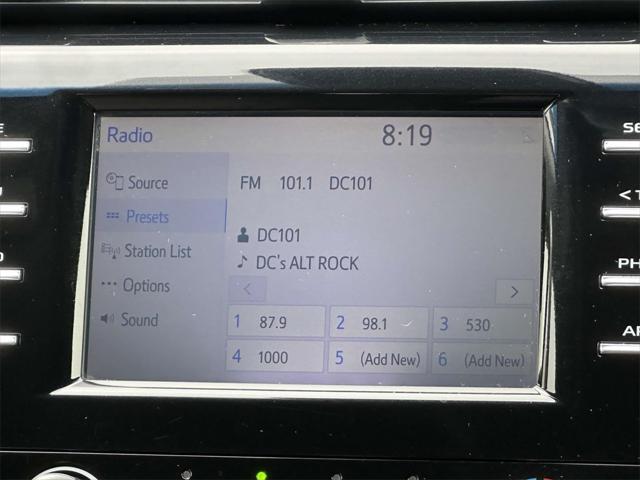 Radio 8:19
Source
FM 101.1 DC101
Presets
DC101
Station List
DC's ALT ROCK
Options
< >
Sound
1 87.9 2 98.1 3 530
4 1000 5 (Add New) 6 (Add New)